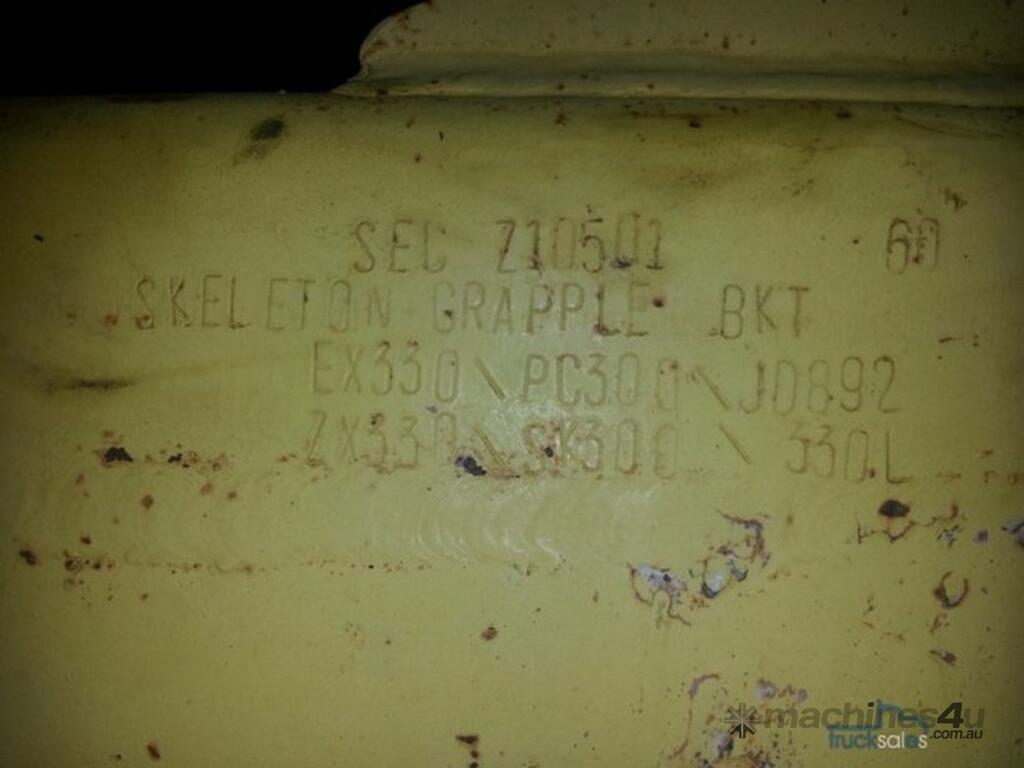 SEC Z10501 60
SKELETON GRAPPLE BKT
EX330\PC300\JD892
ZX330\SK300\330L
machines4u
.com.au
trucksales